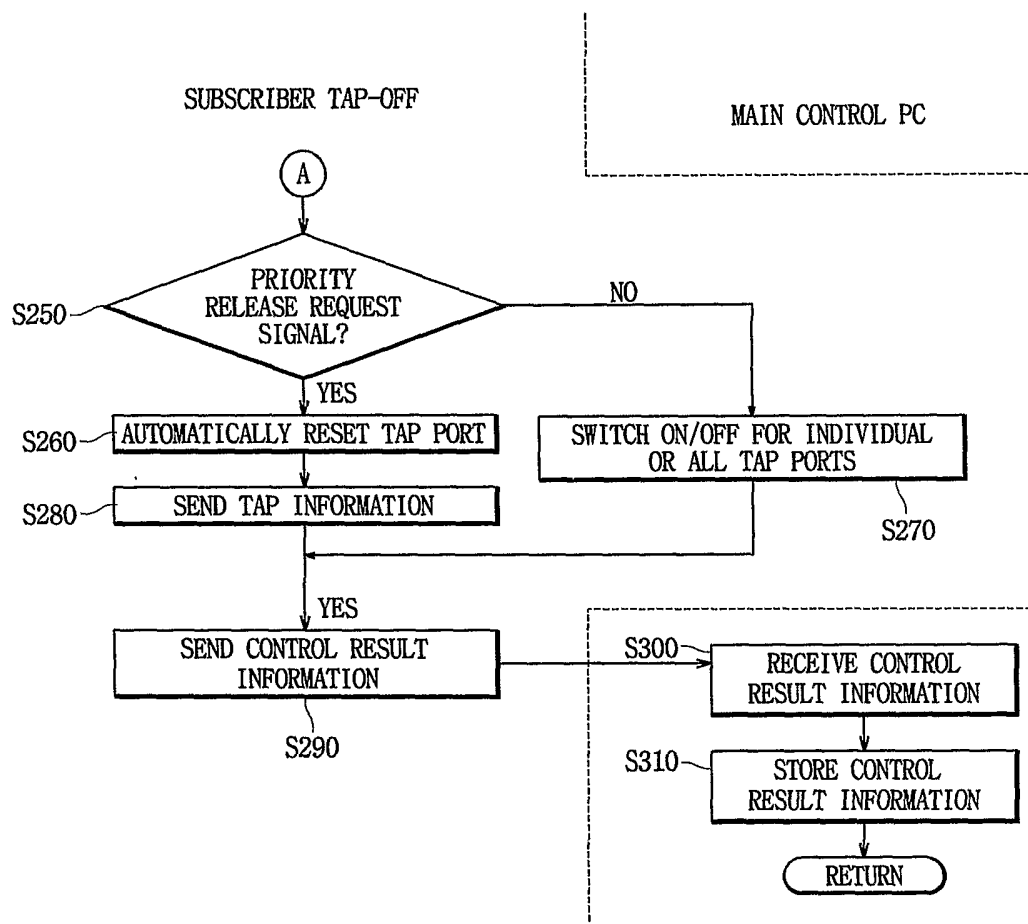 SUBSCRIBER TAP-OFF
MAIN CONTROL PC
A
PRIORITY
RELEASE REQUEST
SIGNAL?
S250
NO
YES
S260
AUTOMATICALLY RESET TAP PORT
SWITCH ON/OFF FOR INDIVIDUAL
OR ALL TAP PORTS
S270
S280
SEND TAP INFORMATION
YES
SEND CONTROL RESULT
INFORMATION
S290
S300
RECEIVE CONTROL
RESULT INFORMATION
S310
STORE CONTROL
RESULT INFORMATION
RETURN